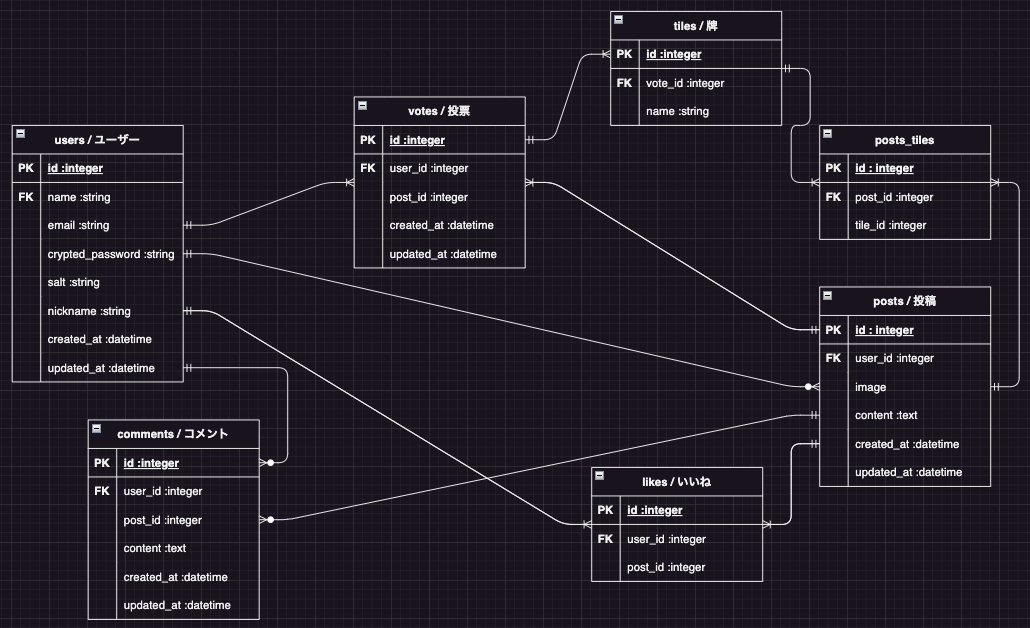 tiles / 牌
PK id :integer
FK vote_id :integer
name :string
votes / 投票
PK id :integer
FK user_id :integer
post_id :integer
created_at :datetime
updated_at :datetime
users / ユーザー
PK id :integer
FK name :string
email :string
crypted_password :string
salt :string
nickname :string
created_at :datetime
updated_at :datetime
posts_tiles
PK id : integer
FK post_id :integer
tile_id :integer
posts / 投稿
PK id : integer
FK user_id :integer
image
content :text
created_at :datetime
updated_at :datetime
comments / コメント
PK id :integer
FK user_id :integer
post_id :integer
content :text
created_at :datetime
updated_at :datetime
likes / いいね
PK id :integer
FK user_id :integer
post_id :integer